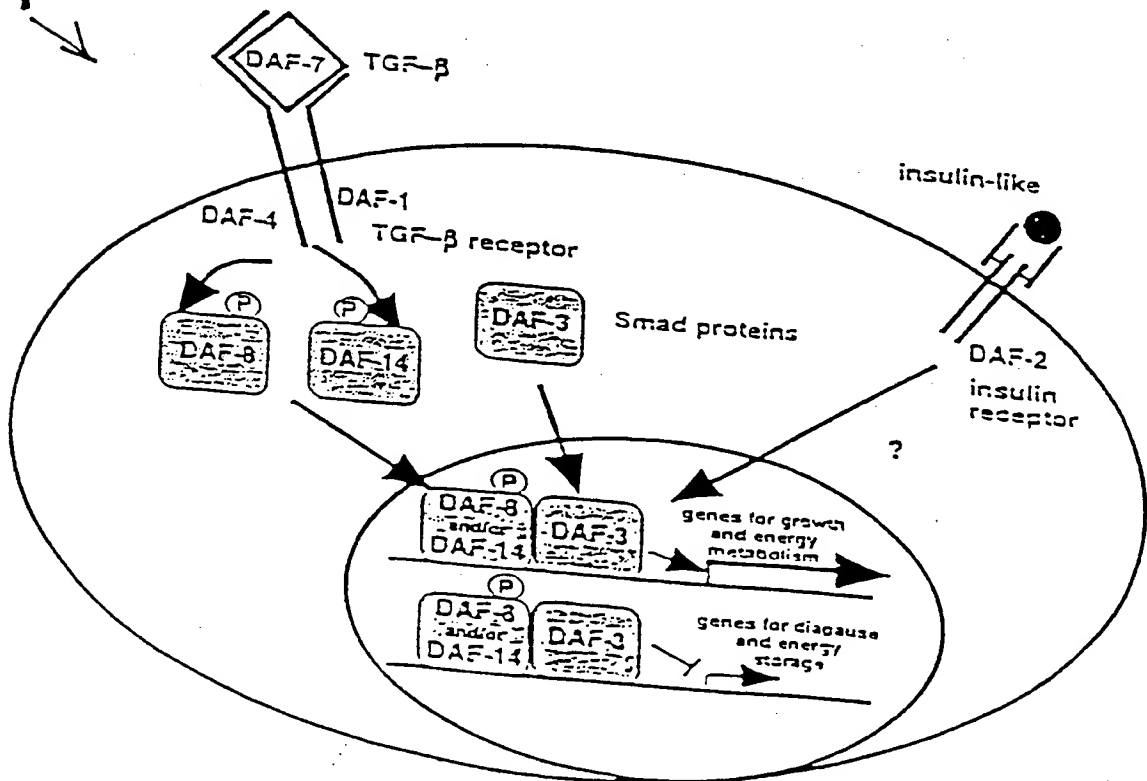 DAF-7
TGF-β
DAF-4
DAF-1
TGF-β receptor
insulin-like
P
P
DAF-8
DAF-14
DAF-3
Smad proteins
DAF-2
insulin
receptor
?
P
DAF-8
and/or
DAF-14
DAF-3
genes for growth
and energy
metabolism
P
DAF-8
and/or
DAF-14
DAF-3
genes for diapause
and energy
storage